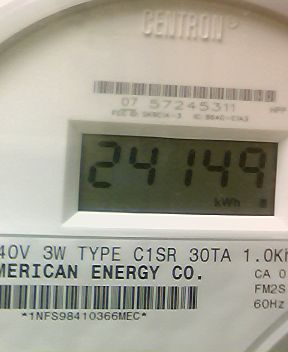 CENTRON
07 57245311
24149
kWh
40V 3W TYPE C1SR 30TA 1.0Kh
MERICAN ENERGY CO.
CA 0
FM2S
60Hz
*1NFS98410366MEC*